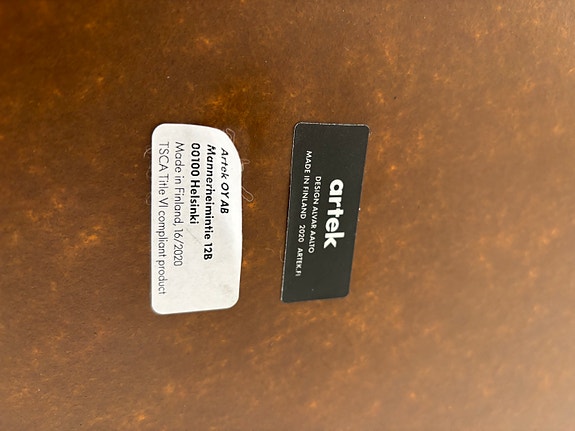 artek
DESIGN ALVAR AALTO
MADE IN FINLAND 2020 ARTEK.FI
Artek OY AB
Mannerheimintie 12B
00100 Helsinki
Made in Finland, 16/2020
TSCA Title VI compliant product